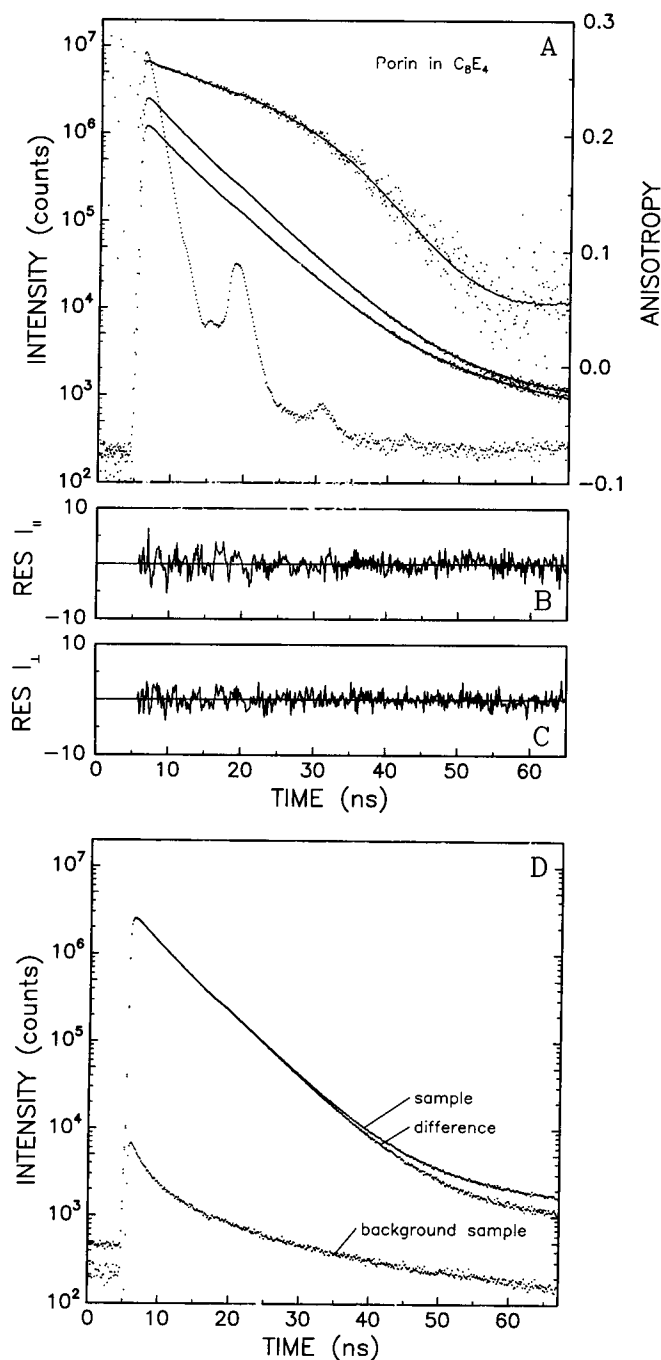 A
Porin in C₈E₄
10⁷
10⁶
10⁵
10⁴
10³
10²
INTENSITY (counts)
0.3
0.2
0.1
0.0
−0.1
ANISOTROPY
10
−10
RES I∥
B
10
−10
RES I⊥
C
0 10 20 30 40 50 60
TIME (ns)
D
10⁷
10⁶
10⁵
10⁴
10³
10²
INTENSITY (counts)
sample
difference
background sample
0 10 20 30 40 50 60
TIME (ns)